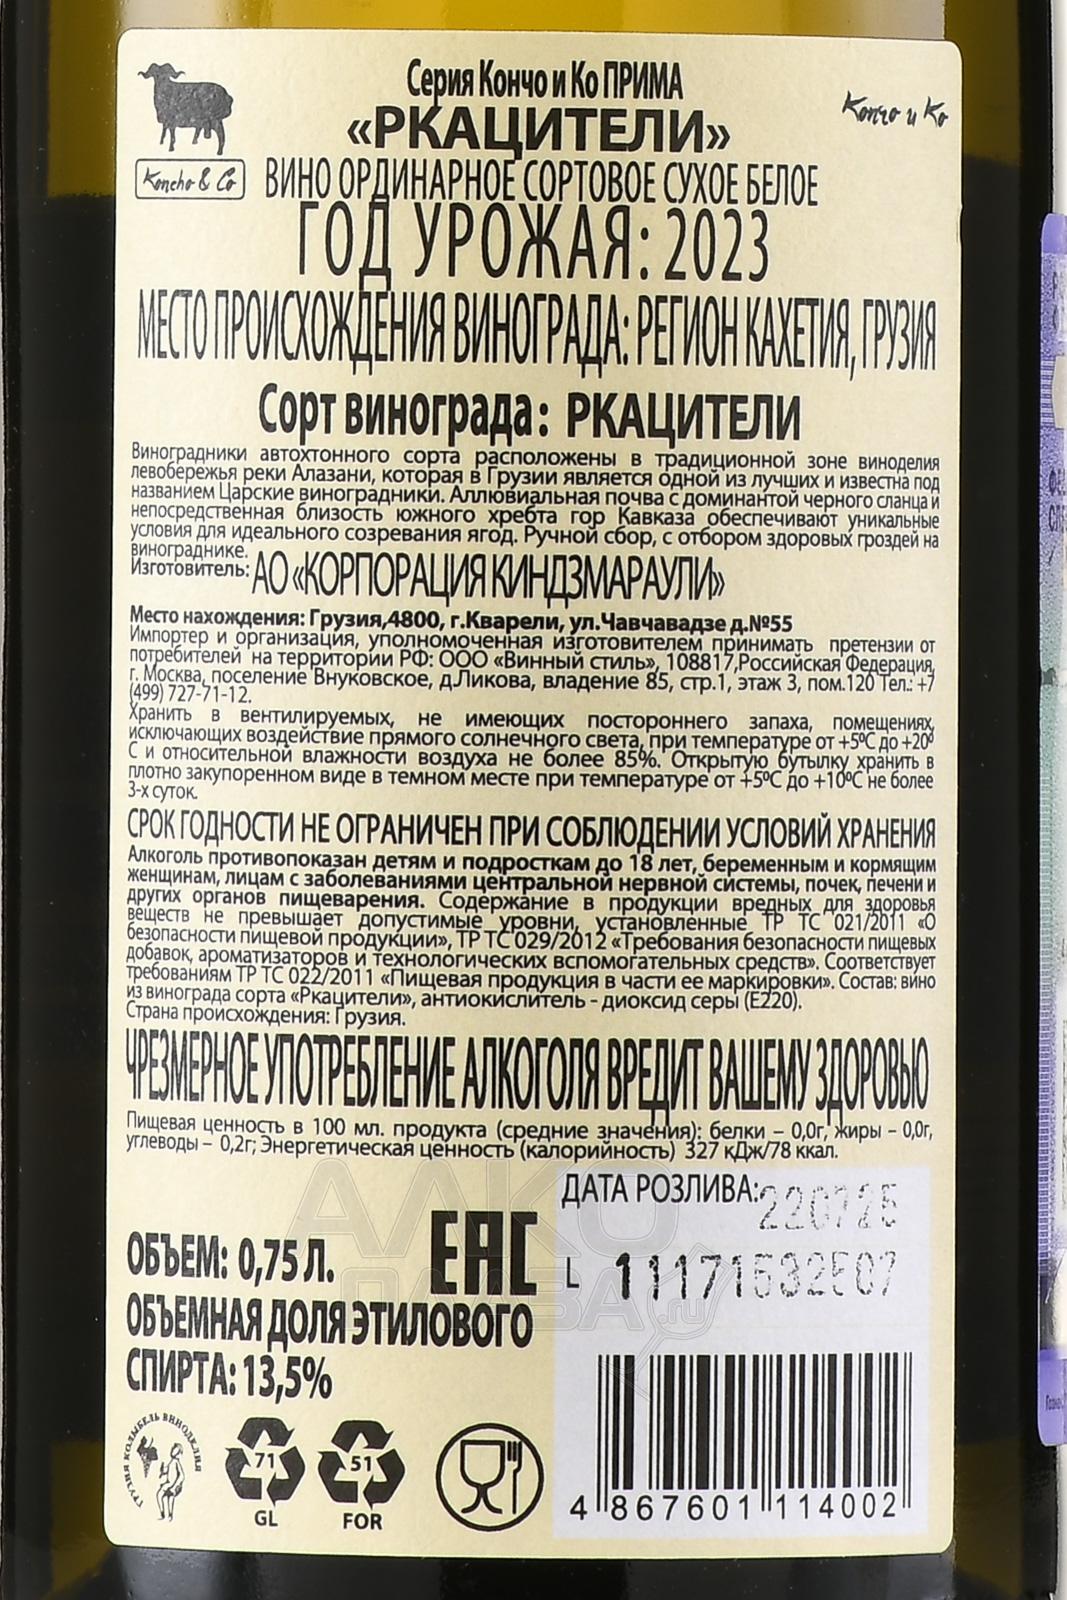 Серия Кончо и Ко ПРИМА
Кончо и Ко
«РКАЦИТЕЛИ»
Koncho & Co
ВИНО ОРДИНАРНОЕ СОРТОВОЕ СУХОЕ БЕЛОЕ
ГОД УРОЖАЯ: 2023
МЕСТО ПРОИСХОЖДЕНИЯ ВИНОГРАДА: РЕГИОН КАХЕТИЯ, ГРУЗИЯ
Сорт винограда: РКАЦИТЕЛИ
Виноградники автохтонного сорта расположены в традиционной зоне виноделия
левобережья реки Алазани, которая в Грузии является одной из лучших и известна под
названием Царские виноградники. Аллювиальная почва с доминантой черного сланца и
непосредственная близость южного хребта гор Кавказа обеспечивают уникальные
условия для идеального созревания ягод. Ручной сбор, с отбором здоровых гроздей на
винограднике.
Изготовитель: АО «КОРПОРАЦИЯ КИНДЗМАРАУЛИ»
Место нахождения: Грузия,4800, г.Кварели, ул.Чавчавадзе д.№55
Импортер и организация, уполномоченная изготовителем принимать претензии от
потребителей на территории РФ: ООО «Винный стиль», 108817,Российская Федерация,
г. Москва, поселение Внуковское, д.Ликова, владение 85, стр.1, этаж 3, пом.120 Тел.: +7
(499) 727-71-12.
Хранить в вентилируемых, не имеющих постороннего запаха, помещениях,
исключающих воздействие прямого солнечного света, при температуре от +5ºC до +20º
С и относительной влажности воздуха не более 85%. Открытую бутылку хранить в
плотно закупоренном виде в темном месте при температуре от +5ºC до +10ºC не более
3-х суток.
СРОК ГОДНОСТИ НЕ ОГРАНИЧЕН ПРИ СОБЛЮДЕНИИ УСЛОВИЙ ХРАНЕНИЯ
Алкоголь противопоказан детям и подросткам до 18 лет, беременным и кормящим
женщинам, лицам с заболеваниями центральной нервной системы, почек, печени и
других органов пищеварения. Содержание в продукции вредных для здоровья
веществ не превышает допустимые уровни, установленные ТР ТС 021/2011 «О
безопасности пищевой продукции», ТР ТС 029/2012 «Требования безопасности пищевых
добавок, ароматизаторов и технологических вспомогательных средств». Соответствует
требованиям ТР ТС 022/2011 «Пищевая продукция в части ее маркировки». Состав: вино
из винограда сорта «Ркацители», антиокислитель - диоксид серы (Е220).
Страна происхождения: Грузия.
ЧРЕЗМЕРНОЕ УПОТРЕБЛЕНИЕ АЛКОГОЛЯ ВРЕДИТ ВАШЕМУ ЗДОРОВЬЮ
Пищевая ценность в 100 мл. продукта (средние значения): белки – 0,0г, жиры – 0,0г,
углеводы – 0,2г; Энергетическая ценность (калорийность) 327 кДж/78 ккал.
ДАТА РОЗЛИВА: 220725
L 11171632E07
ОБЪЕМ: 0,75 Л.
EAC
ОБЪЕМНАЯ ДОЛЯ ЭТИЛОВОГО
СПИРТА: 13,5%
ГРУЗИЯ КОЛЫБЕЛЬ ВИНОДЕЛИЯ
71
GL
51
FOR
4 867601 114002
АЛКО
ПЛАЗА.ru